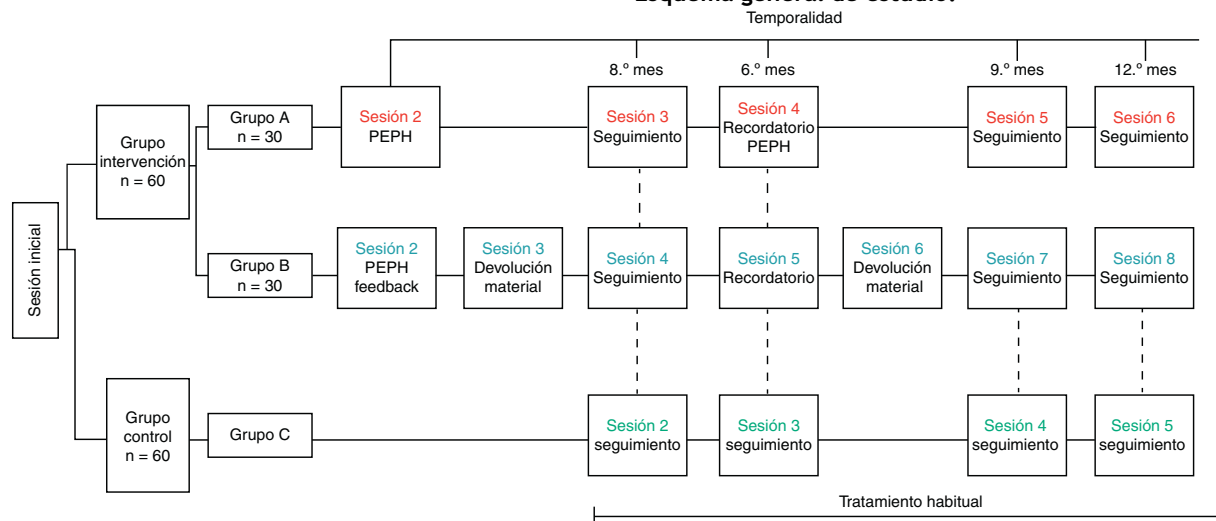 Esquema general de estudio.
Temporalidad
8.º mes
6.º mes
9.º mes
12.º mes
Sesión inicial
Grupo
intervención
n = 60
Grupo A
n = 30
Sesión 2
PEPH
Sesión 3
Seguimiento
Sesión 4
Recordatorio
PEPH
Sesión 5
Seguimiento
Sesión 6
Seguimiento
Grupo B
n = 30
Sesión 2
PEPH
feedback
Sesión 3
Devolución
material
Sesión 4
Seguimiento
Sesión 5
Recordatorio
Sesión 6
Devolución
material
Sesión 7
Seguimiento
Sesión 8
Seguimiento
Grupo
control
n = 60
Grupo C
Sesión 2
seguimiento
Sesión 3
seguimiento
Sesión 4
seguimiento
Sesión 5
seguimiento
Tratamiento habitual